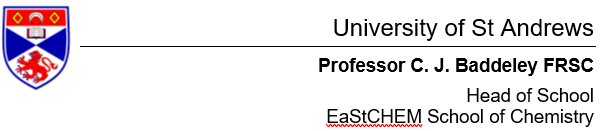 University of St Andrews
Professor C. J. Baddeley FRSC
Head of School
EaStCHEM School of Chemistry